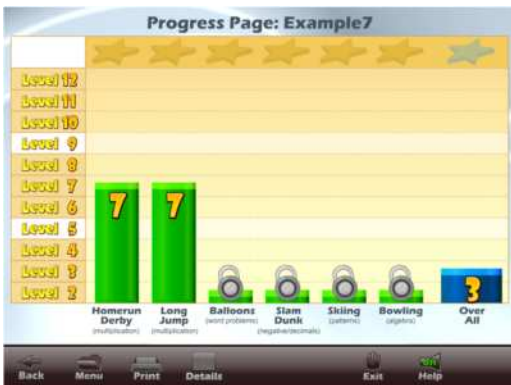 Progress Page: Example7
Level 12
Level 11
Level 10
Level 9
Level 8
Level 7
Level 6
Level 5
Level 4
Level 3
Level 2
7
7
3
Homerun Derby
(multiplication)
Long Jump
(multiplication)
Balloons
(word problems)
Slam Dunk
(negative/decimals)
Skiing
(patterns)
Bowling
(algebra)
Over All
Back
Menu
Print
Details
Exit
Help